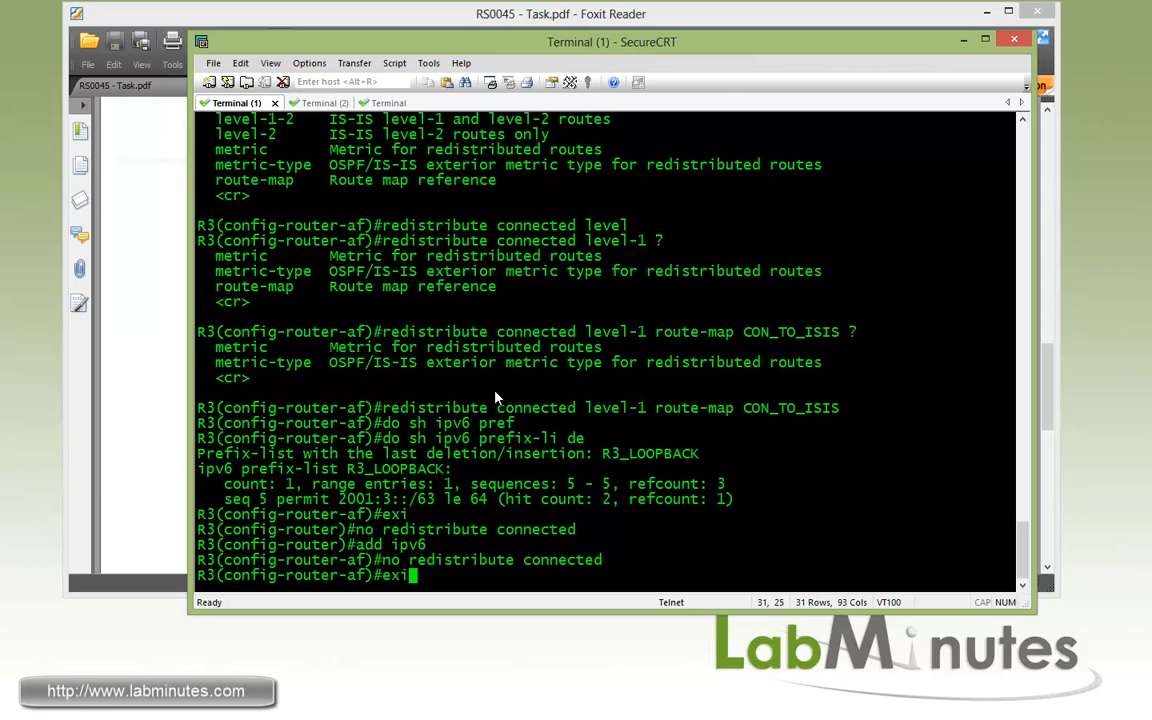 RS0045 - Task.pdf - Foxit Reader
File
Edit
View
Tools
RS0045 - Task.pdf
on
Terminal (1) - SecureCRT
File Edit View Options Transfer Script Tools Help
Enter host <Alt+R>
Terminal (1) Terminal (2) Terminal
level-1-2 IS-IS level-1 and level-2 routes
level-2 IS-IS level-2 routes only
metric Metric for redistributed routes
metric-type OSPF/IS-IS exterior metric type for redistributed routes
route-map Route map reference
<cr>
R3(config-router-af)#redistribute connected level
R3(config-router-af)#redistribute connected level-1 ?
metric Metric for redistributed routes
metric-type OSPF/IS-IS exterior metric type for redistributed routes
route-map Route map reference
<cr>
R3(config-router-af)#redistribute connected level-1 route-map CON_TO_ISIS ?
metric Metric for redistributed routes
metric-type OSPF/IS-IS exterior metric type for redistributed routes
<cr>
R3(config-router-af)#redistribute connected level-1 route-map CON_TO_ISIS
R3(config-router-af)#do sh ipv6 pref
R3(config-router-af)#do sh ipv6 prefix-li de
Prefix-list with the last deletion/insertion: R3_LOOPBACK
ipv6 prefix-list R3_LOOPBACK:
count: 1, range entries: 1, sequences: 5 - 5, refcount: 3
seq 5 permit 2001:3::/63 le 64 (hit count: 2, refcount: 1)
R3(config-router-af)#exi
R3(config-router)#no redistribute connected
R3(config-router)#add ipv6
R3(config-router-af)#no redistribute connected
R3(config-router-af)#exi
Ready Telnet 31, 25 31 Rows, 93 Cols VT100 CAP NUM
LabMinutes
http://www.labminutes.com